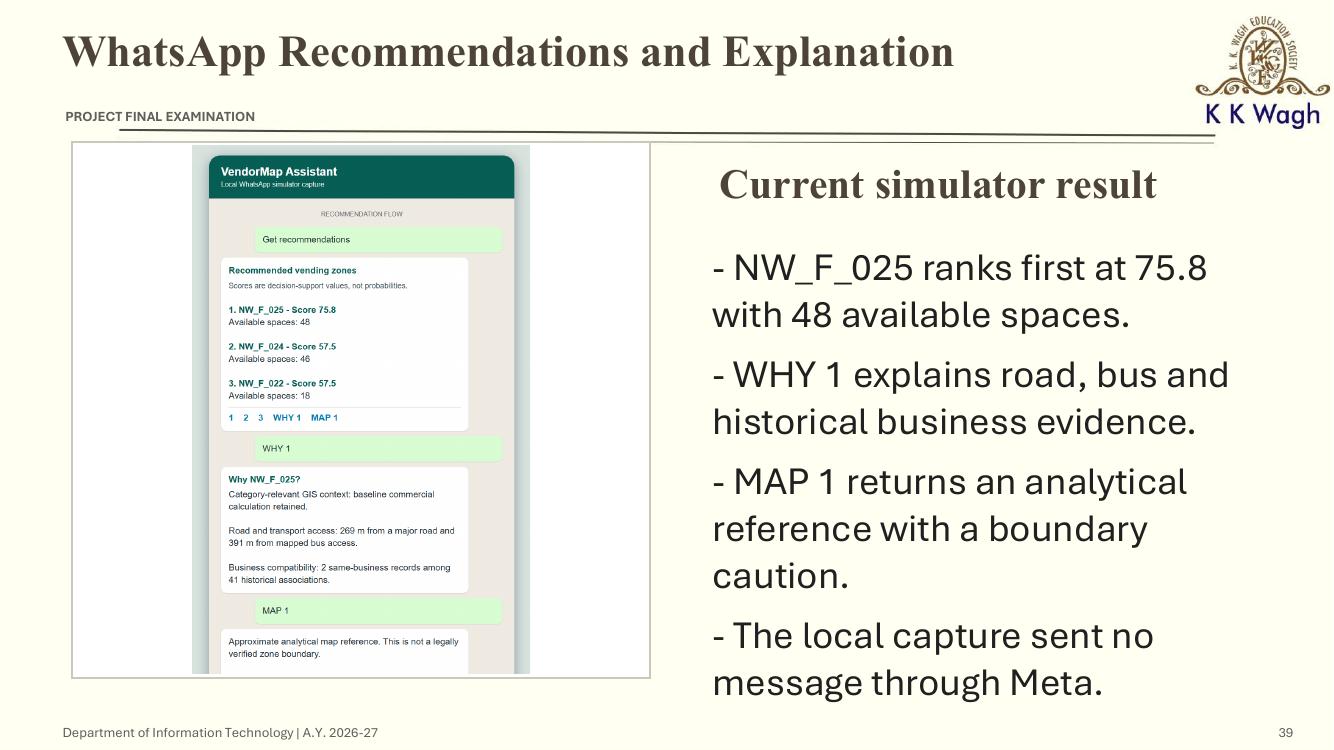 WhatsApp Recommendations and Explanation
K. K. WAGH EDUCATION SOCIETY
K K Wagh
PROJECT FINAL EXAMINATION
VendorMap Assistant
Local WhatsApp simulator capture
RECOMMENDATION FLOW
Get recommendations
Recommended vending zones
Scores are decision-support values, not probabilities.
1. NW_F_025 - Score 75.8
Available spaces: 48
2. NW_F_024 - Score 57.5
Available spaces: 46
3. NW_F_022 - Score 57.5
Available spaces: 18
1 2 3 WHY 1 MAP 1
WHY 1
Why NW_F_025?
Category-relevant GIS context: baseline commercial
calculation retained.
Road and transport access: 269 m from a major road and
391 m from mapped bus access.
Business compatibility: 2 same-business records among
41 historical associations.
MAP 1
Approximate analytical map reference. This is not a legally
verified zone boundary.
Current simulator result
- NW_F_025 ranks first at 75.8
with 48 available spaces.
- WHY 1 explains road, bus and
historical business evidence.
- MAP 1 returns an analytical
reference with a boundary
caution.
- The local capture sent no
message through Meta.
Department of Information Technology | A.Y. 2026-27
39